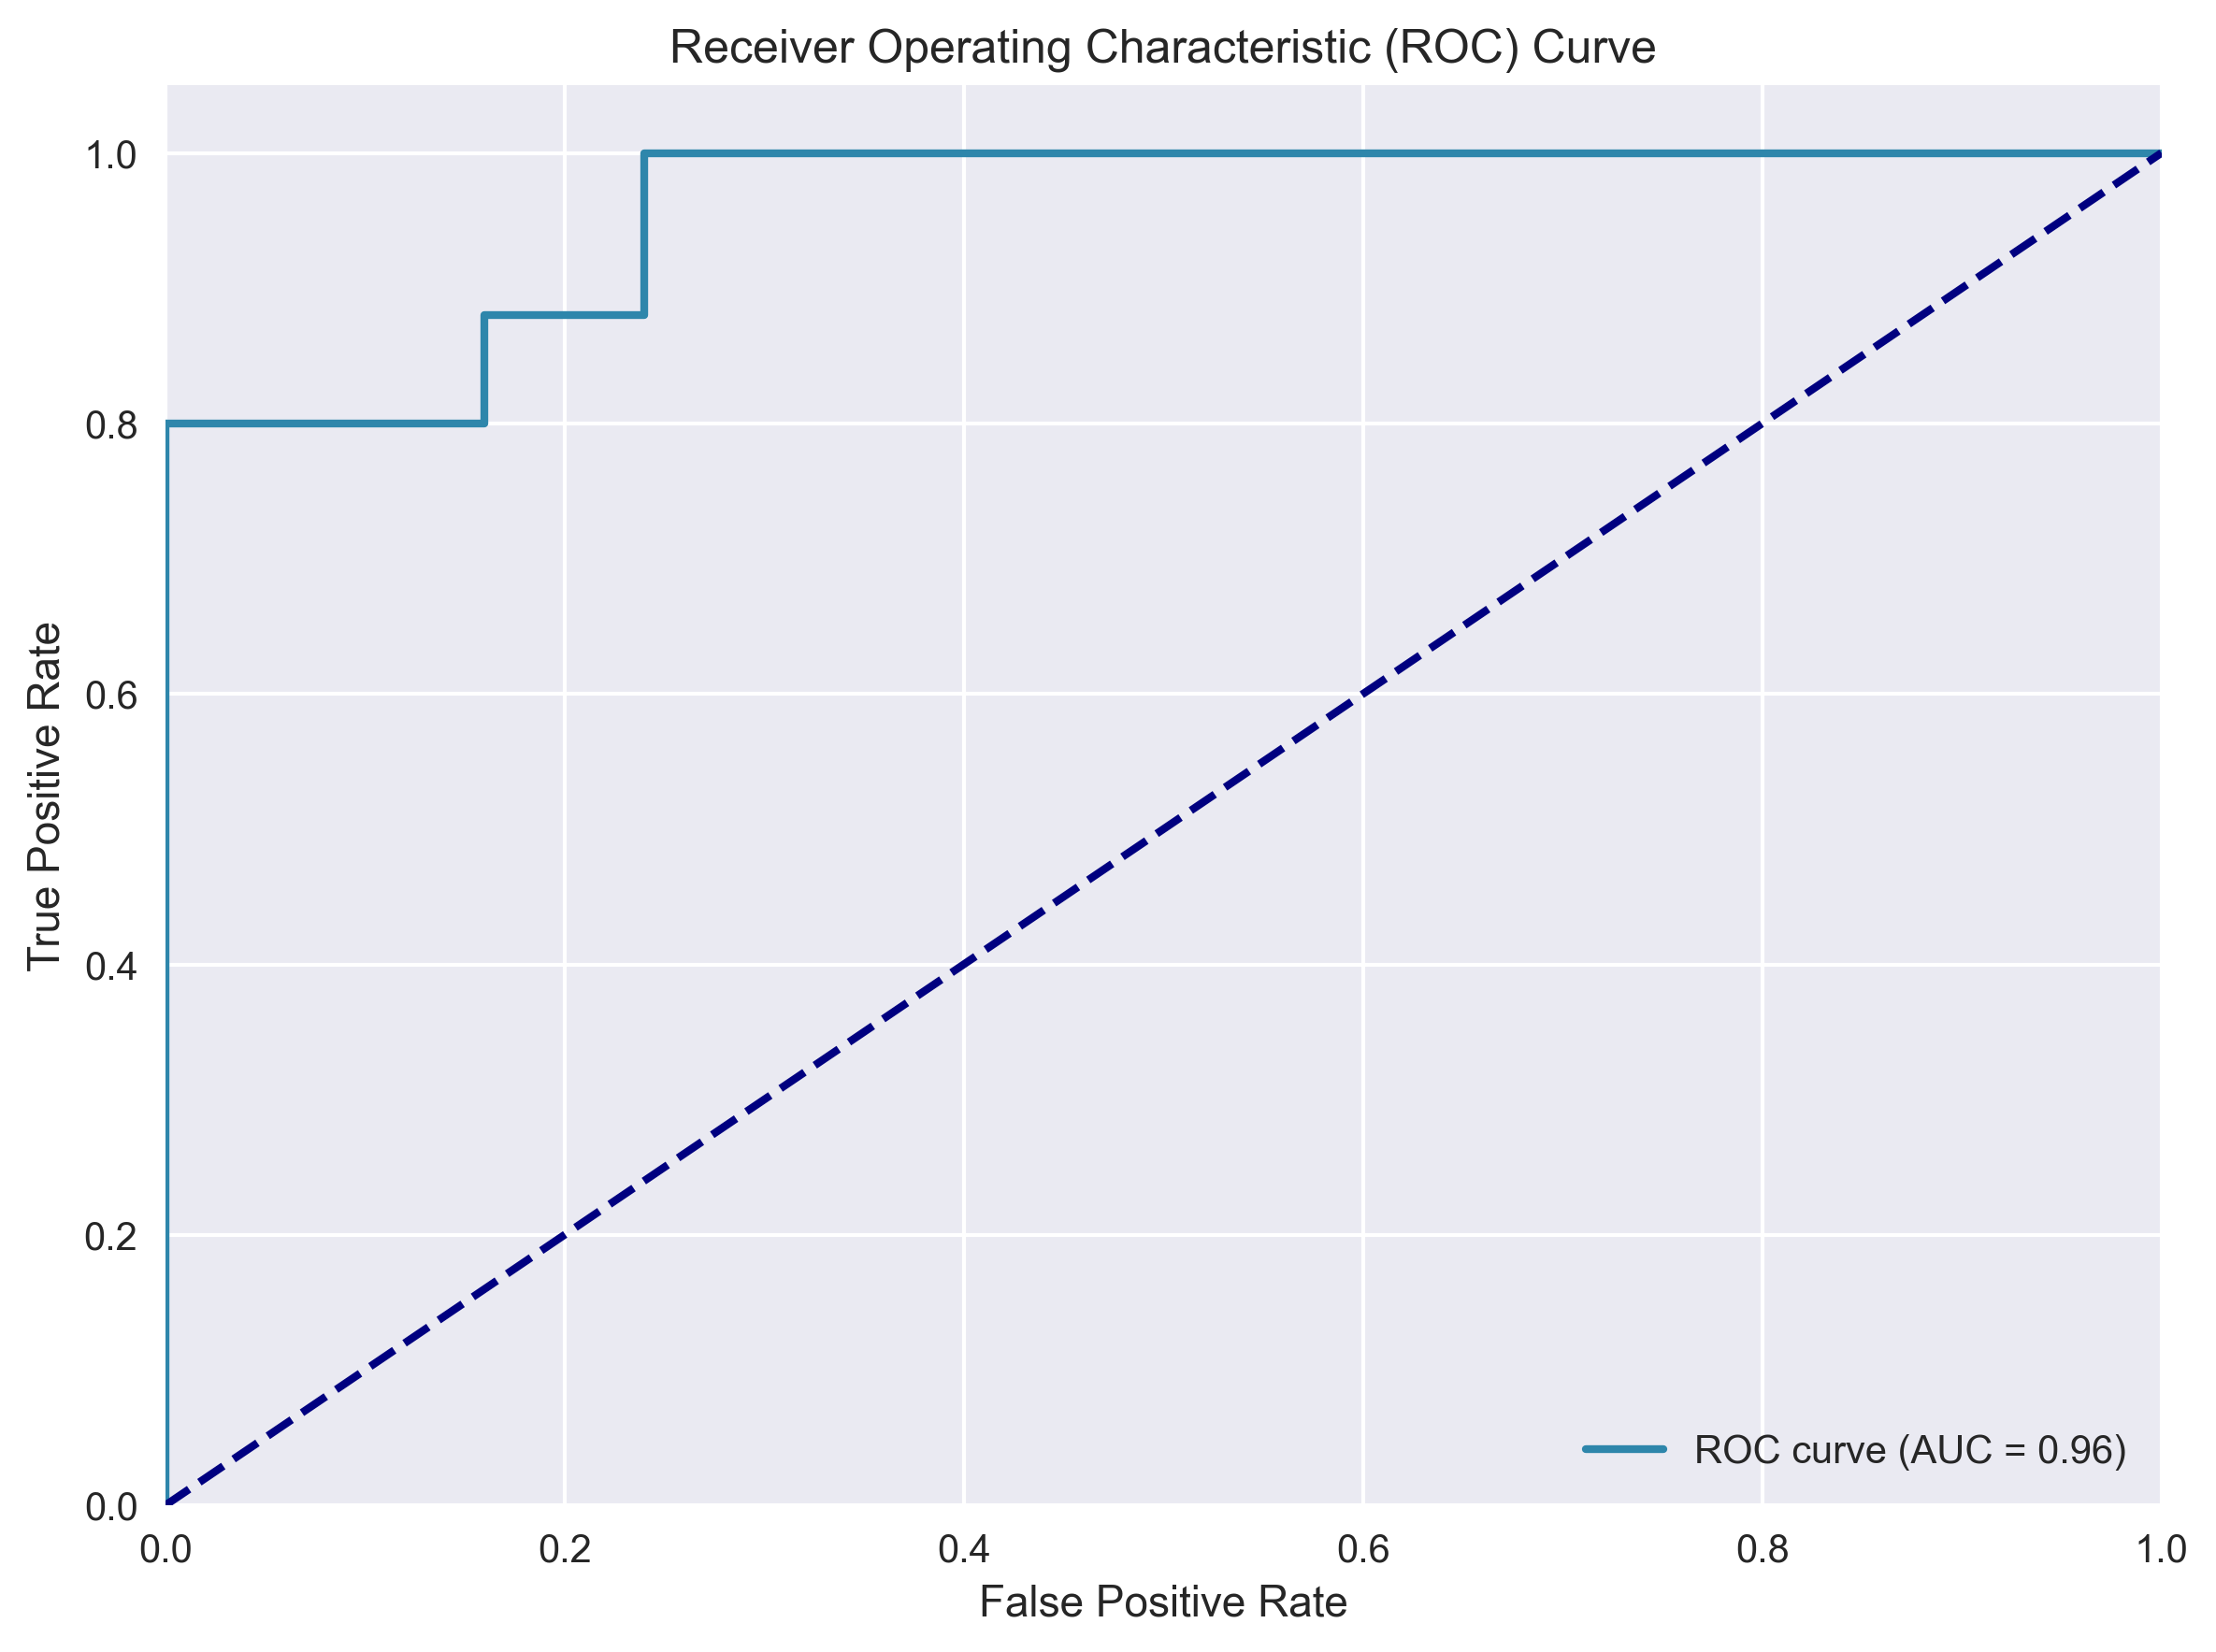 Receiver Operating Characteristic (ROC) Curve
1.0
0.8
0.6
0.4
0.2
0.0
True Positive Rate
ROC curve (AUC = 0.96)
0.0 0.2 0.4 0.6 0.8 1.0
False Positive Rate